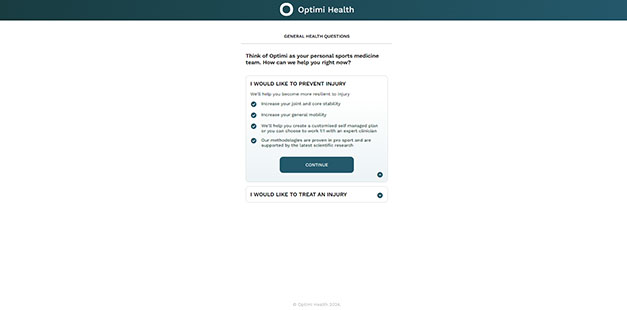 Optimi Health
GENERAL HEALTH QUESTIONS
Think of Optimi as your personal sports medicine
team. How can we help you right now?
I WOULD LIKE TO PREVENT INJURY
We'll help you become more resilient to injury
Increase your joint and core stability
Increase your general mobility
We'll help you create a customised self-managed plan
or you can choose to work 1:1 with an expert clinician
Our methodologies are proven in pro sport and are
supported by the latest scientific research
CONTINUE
I WOULD LIKE TO TREAT AN INJURY
© Optimi Health